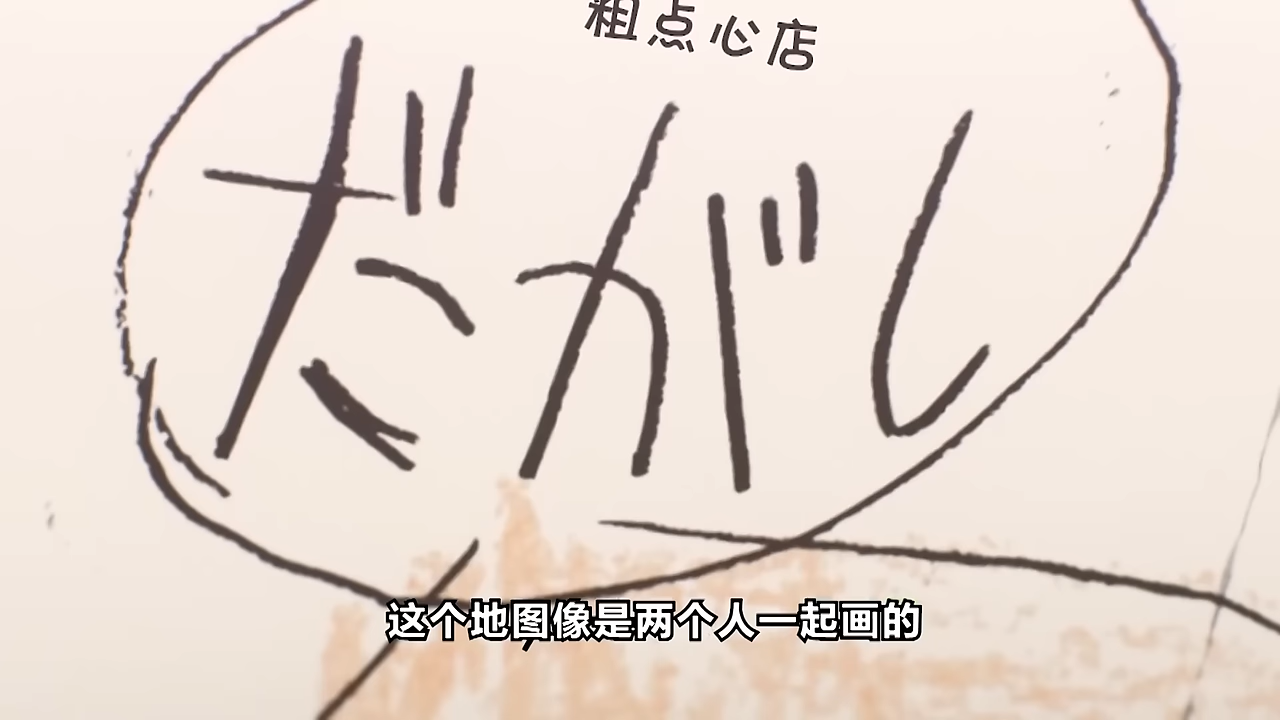 粗点心店
だがし
这个地图像是两个人一起画的